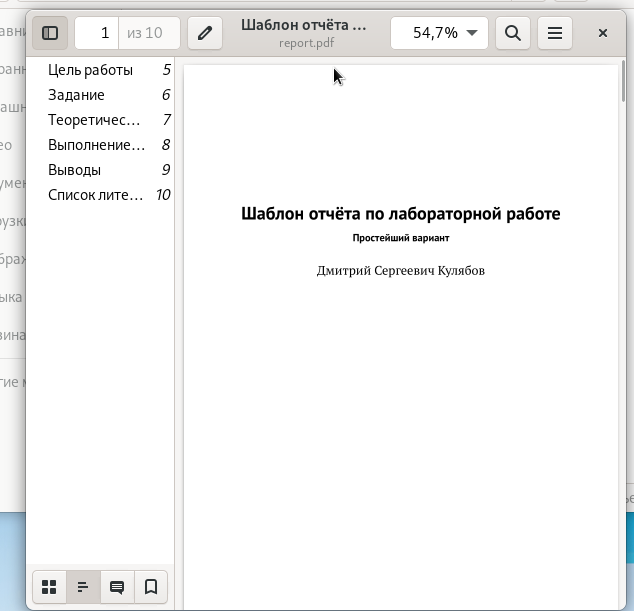 1
из 10
Шаблон отчёта …
report.pdf
54,7%
Цель работы 5
Задание 6
Теоретичес… 7
Выполнение… 8
Выводы 9
Список лите… 10
Шаблон отчёта по лабораторной работе
Простейший вариант
Дмитрий Сергеевич Кулябов